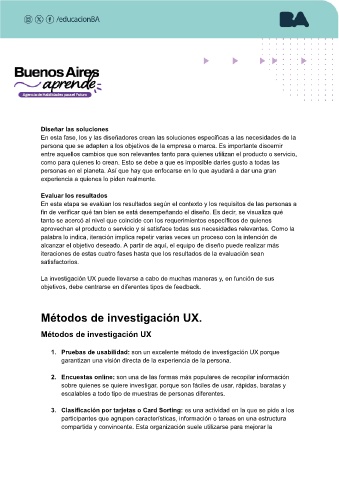 /educacionBA
BA
Buenos Aires
aprende
Agencia de Habilidades para el Futuro
Diseñar las soluciones
En esta fase, los y las diseñadores crean las soluciones específicas a las necesidades de la
persona que se adapten a los objetivos de la empresa o marca. Es importante discernir
entre aquellos cambios que son relevantes tanto para quienes utilizan el producto o servicio,
como para quienes lo crean. Esto se debe a que es imposible darles gusto a todas las
personas en el planeta. Así que hay que enfocarse en lo que ayudará a dar una gran
experiencia a quienes lo piden realmente.
Evaluar los resultados
En esta etapa se evalúan los resultados según el contexto y los requisitos de las personas a
fin de verificar qué tan bien se está desempeñando el diseño. Es decir, se visualiza qué
tanto se acercó al nivel que coincide con los requerimientos específicos de quienes
aprovechan el producto o servicio y si satisface todas sus necesidades relevantes. Como la
palabra lo indica, iteración implica repetir varias veces un proceso con la intención de
alcanzar el objetivo deseado. A partir de aquí, el equipo de diseño puede realizar más
iteraciones de estas cuatro fases hasta que los resultados de la evaluación sean
satisfactorios.
La investigación UX puede llevarse a cabo de muchas maneras y, en función de sus
objetivos, debe centrarse en diferentes tipos de feedback.
Métodos de investigación UX.
Métodos de investigación UX
1. Pruebas de usabilidad: son un excelente método de investigación UX porque
garantizan una visión directa de la experiencia de la persona.
2. Encuestas online: son una de las formas más populares de recopilar información
sobre quienes se quiere investigar, porque son fáciles de usar, rápidas, baratas y
escalables a todo tipo de muestras de personas diferentes.
3. Clasificación por tarjetas o Card Sorting: es una actividad en la que se pide a los
participantes que agrupen características, información o tareas en una estructura
compartida y convincente. Esta organización suele utilizarse para mejorar la